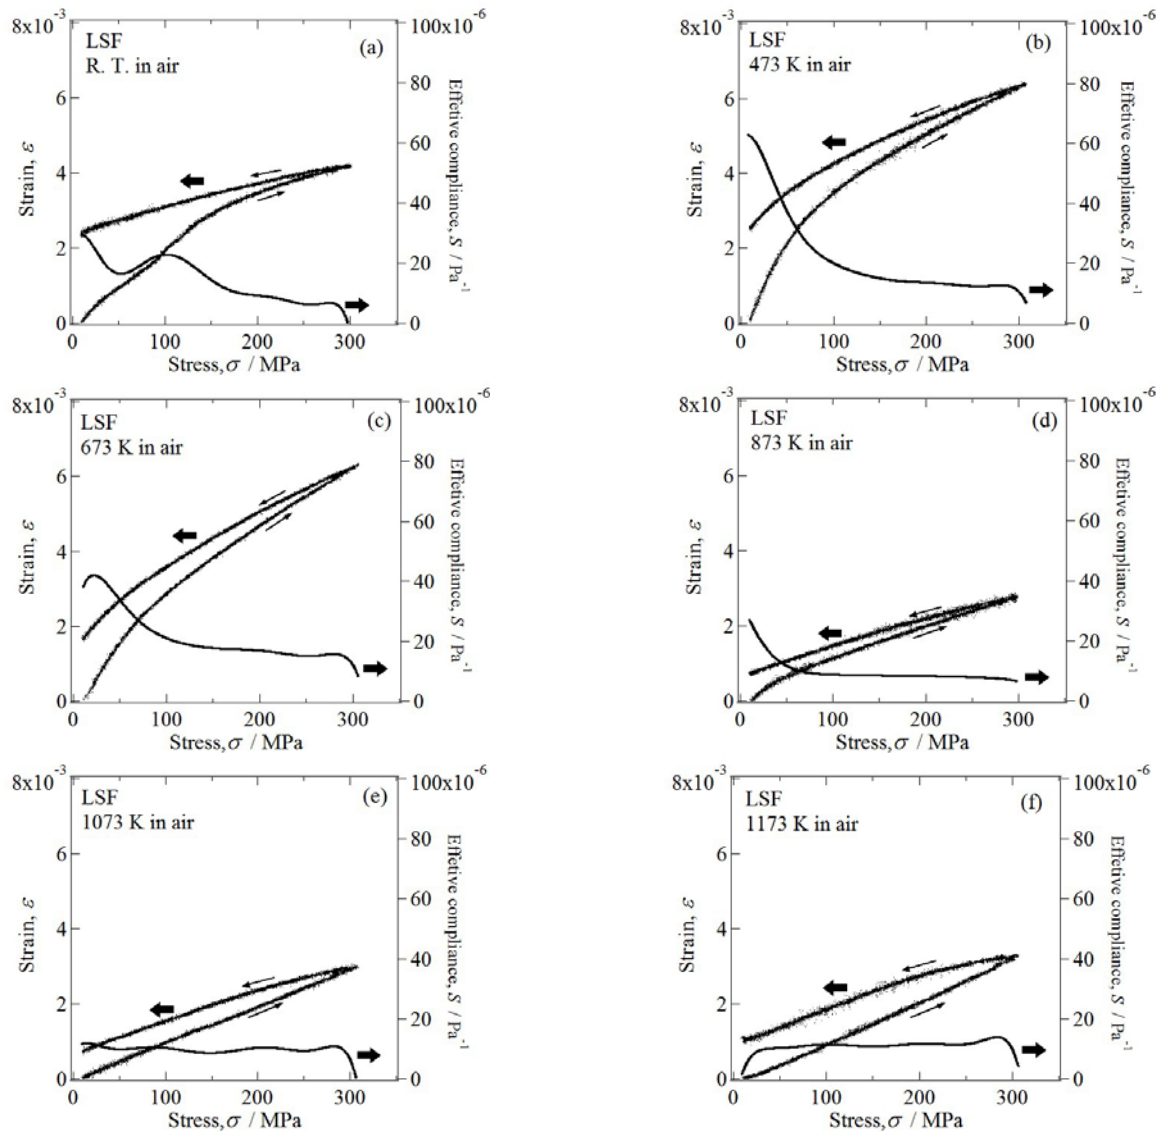 8x10-3
100x10-6
LSF
R. T. in air
(a)
80
6
60
4
40
2
20
0
0
0
100
200
300
Strain, ε
Stress, σ / MPa
Effetive compliance, S / Pa-1
8x10-3
100x10-6
LSF
473 K in air
(b)
80
6
60
4
40
2
20
0
0
0
100
200
300
Strain, ε
Stress, σ / MPa
Effetive compliance, S / Pa-1
8x10-3
100x10-6
LSF
673 K in air
(c)
80
6
60
4
40
2
20
0
0
0
100
200
300
Strain, ε
Stress, σ / MPa
Effetive compliance, S / Pa-1
8x10-3
100x10-6
LSF
873 K in air
(d)
80
6
60
4
40
2
20
0
0
0
100
200
300
Strain, ε
Stress, σ / MPa
Effetive compliance, S / Pa-1
8x10-3
100x10-6
LSF
1073 K in air
(e)
80
6
60
4
40
2
20
0
0
0
100
200
300
Strain, ε
Stress, σ / MPa
Effetive compliance, S / Pa-1
8x10-3
100x10-6
LSF
1173 K in air
(f)
80
6
60
4
40
2
20
0
0
0
100
200
300
Strain, ε
Stress, σ / MPa
Effetive compliance, S / Pa-1